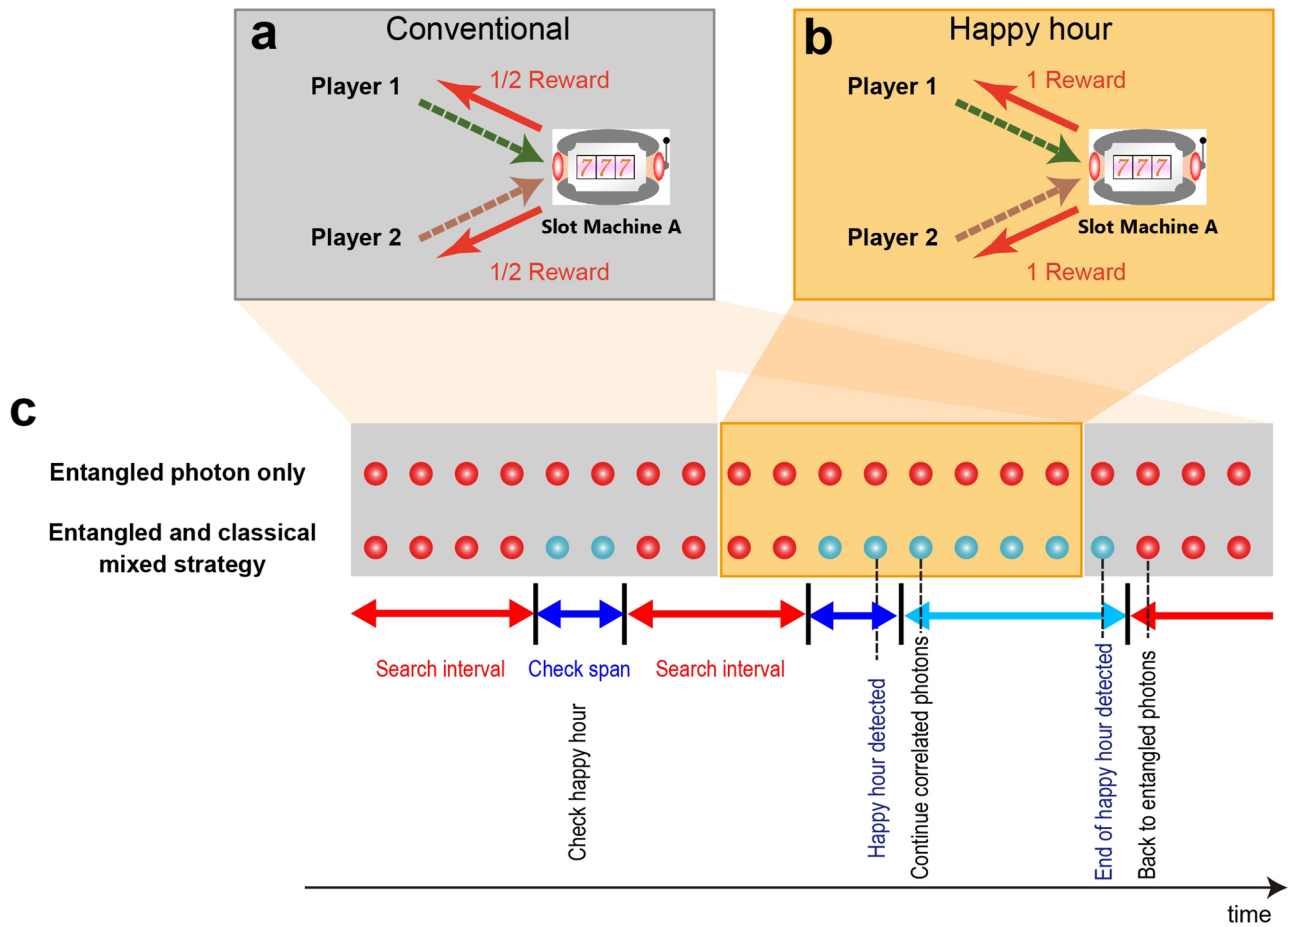 a
Conventional
Player 1
1/2 Reward
777
Slot Machine A
Player 2
1/2 Reward
b
Happy hour
Player 1
1 Reward
777
Slot Machine A
Player 2
1 Reward
c
Entangled photon only
Entangled and classical
mixed strategy
Search interval
Check span
Search interval
Check happy hour
Happy hour detected
Continue correlated photons
End of happy hour detected
Back to entangled photons
time